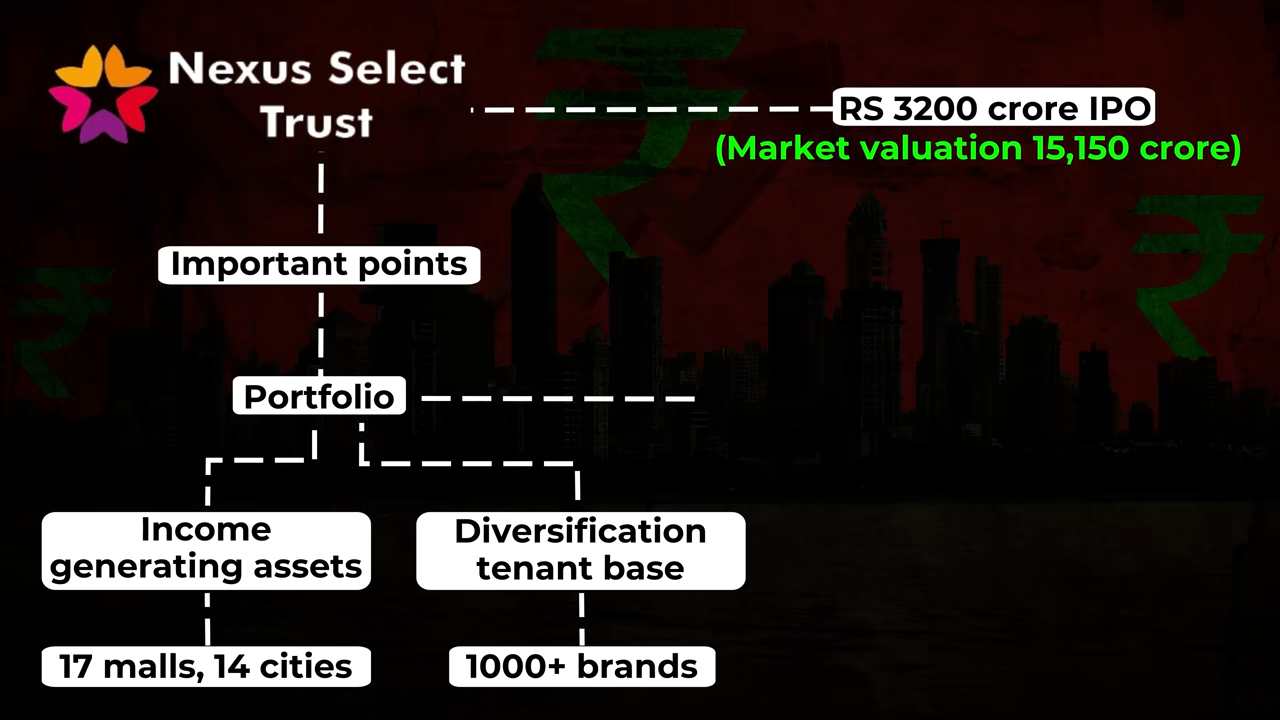 Nexus Select
Trust
RS 3200 crore IPO
(Market valuation 15,150 crore)
Important points
Portfolio
Income
generating assets
Diversification
tenant base
17 malls, 14 cities
1000+ brands